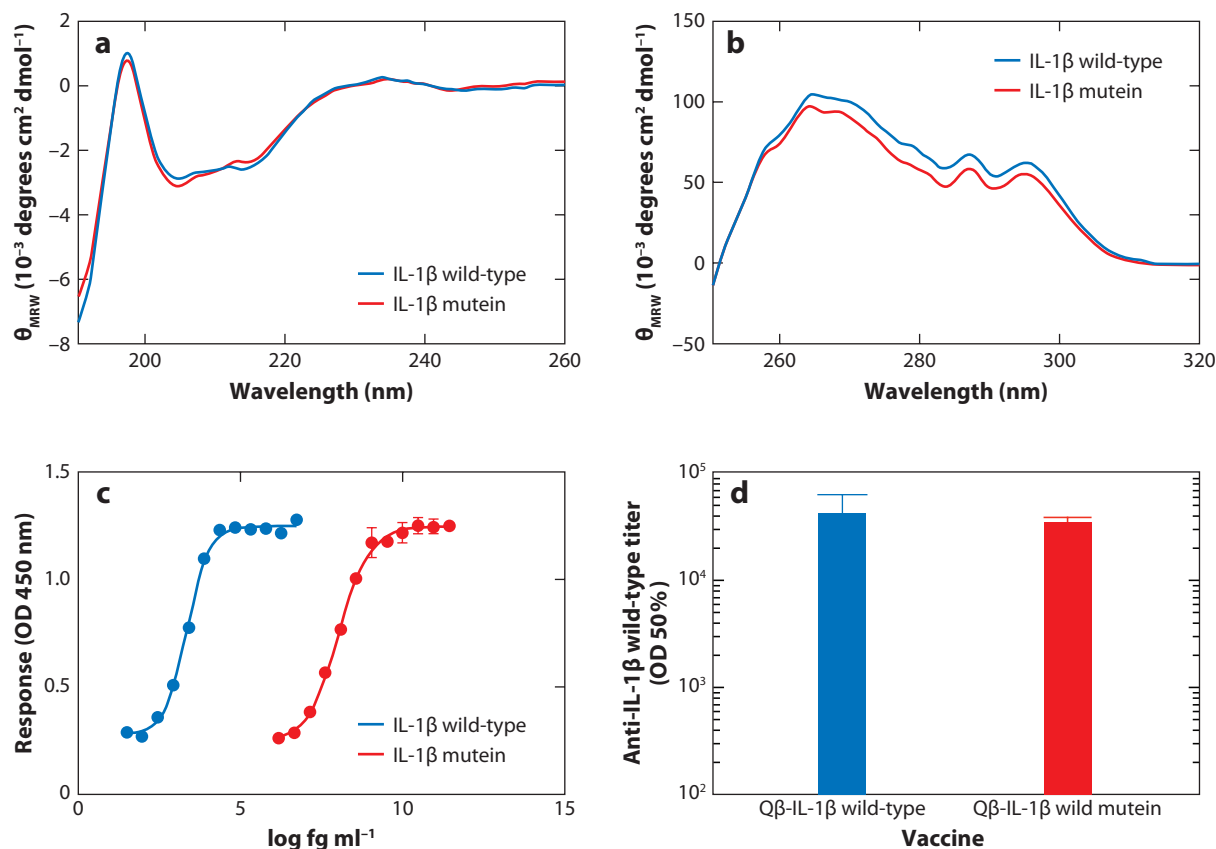 a
2
0
−2
−4
−6
−8
θMRW (10⁻³ degrees cm² dmol⁻¹)
IL-1β wild-type
IL-1β mutein
200
220
240
260
Wavelength (nm)
b
150
100
50
0
−50
θMRW (10⁻³ degrees cm² dmol⁻¹)
IL-1β wild-type
IL-1β mutein
260
280
300
320
Wavelength (nm)
c
1.5
1.0
0.5
0
Response (OD 450 nm)
IL-1β wild-type
IL-1β mutein
0
5
10
15
log fg ml⁻¹
d
10⁵
10⁴
10³
10²
Anti-IL-1β wild-type titer
(OD 50%)
Qβ-IL-1β wild-type
Qβ-IL-1β wild mutein
Vaccine